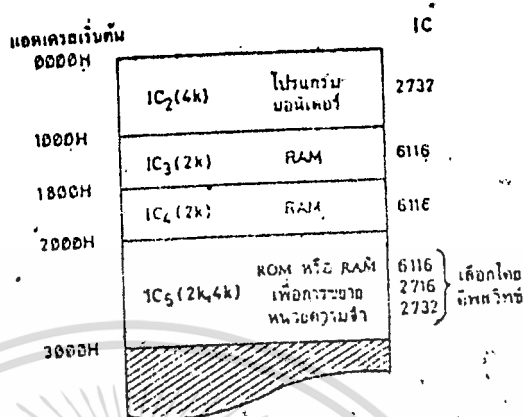 IC
แอดเดรสเริ่มต้น
0000H
IC2(4k) โปรแกรมมอนิเตอร์ 2732
1000H
IC3(2k) RAM 6116
1800H
IC4(2k) RAM 6116
2000H
IC5(2k,4k) ROM หรือ RAM เพื่อการขยายหน่วยความจำ
6116
2716
2732
เลือกโดย
ดิพสวิทช์
3000H